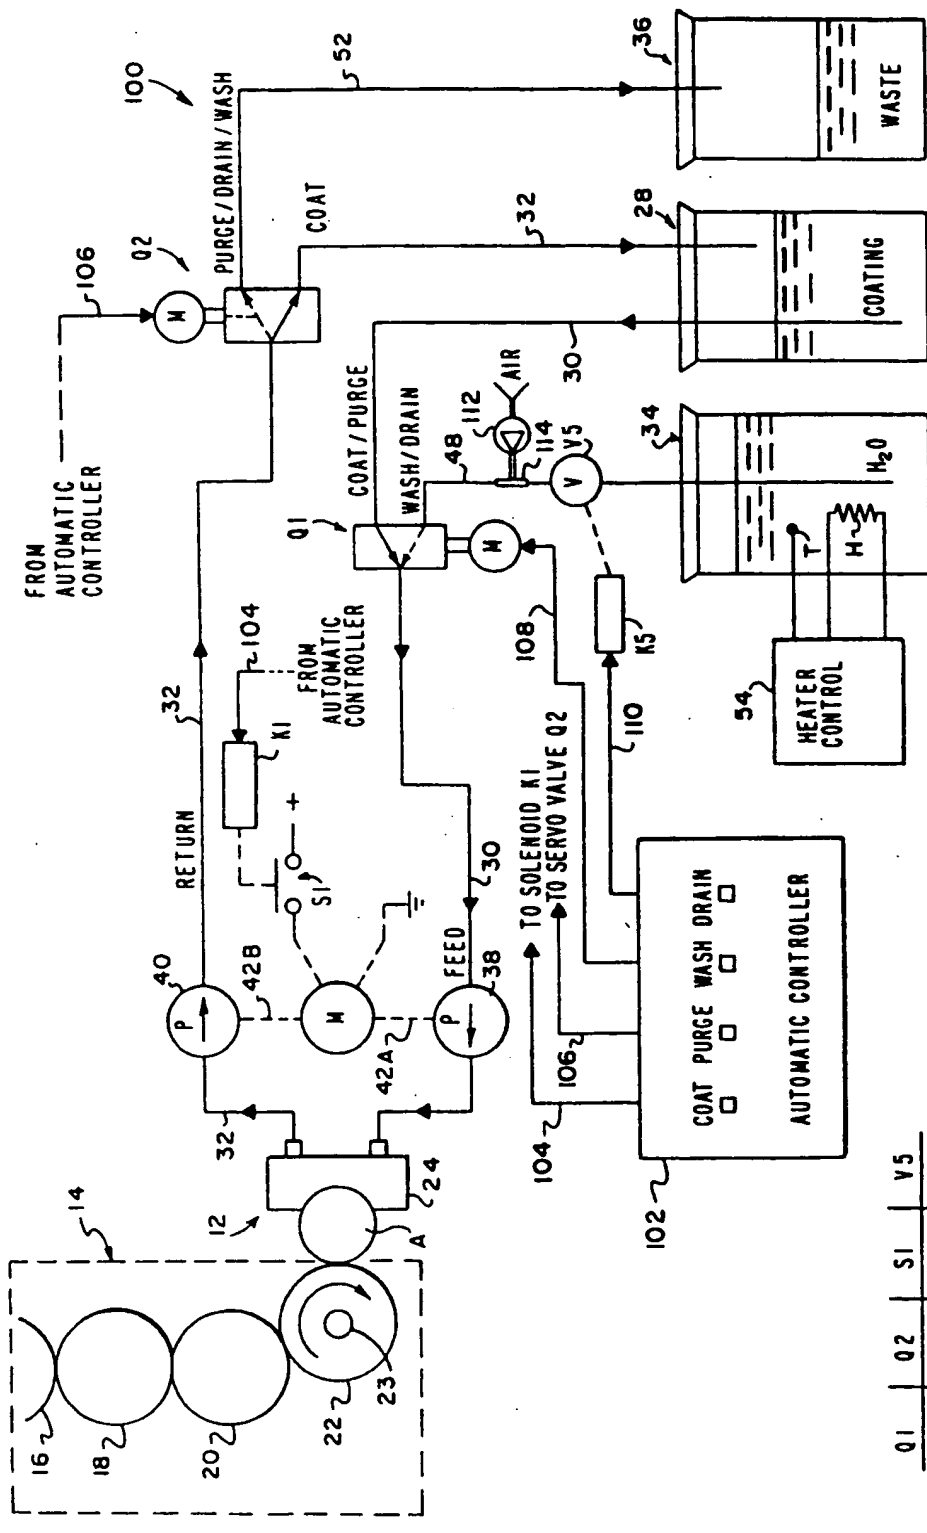 100
52
36
WASTE
PURGE/DRAIN/WASH
COAT
32
28
COATING
106
Q2
M
FROM
AUTOMATIC
CONTROLLER
COAT/PURGE
WASH/DRAIN
30
48
AIR
112
114
V5
V
34
H₂O
T
H
Q1
M
108
K5
110
54
HEATER
CONTROL
32
RETURN
104
K1
FROM
AUTOMATIC
CONTROLLER
S1
+
30
FEED
40
P
42B
M
42A
P
38
32
TO SOLENOID K1
TO SERVO VALVE Q2
104
106
COAT PURGE WASH DRAIN
AUTOMATIC CONTROLLER
102
14
12
24
A
16
18
20
22
23
Q1 Q2 S1 V5